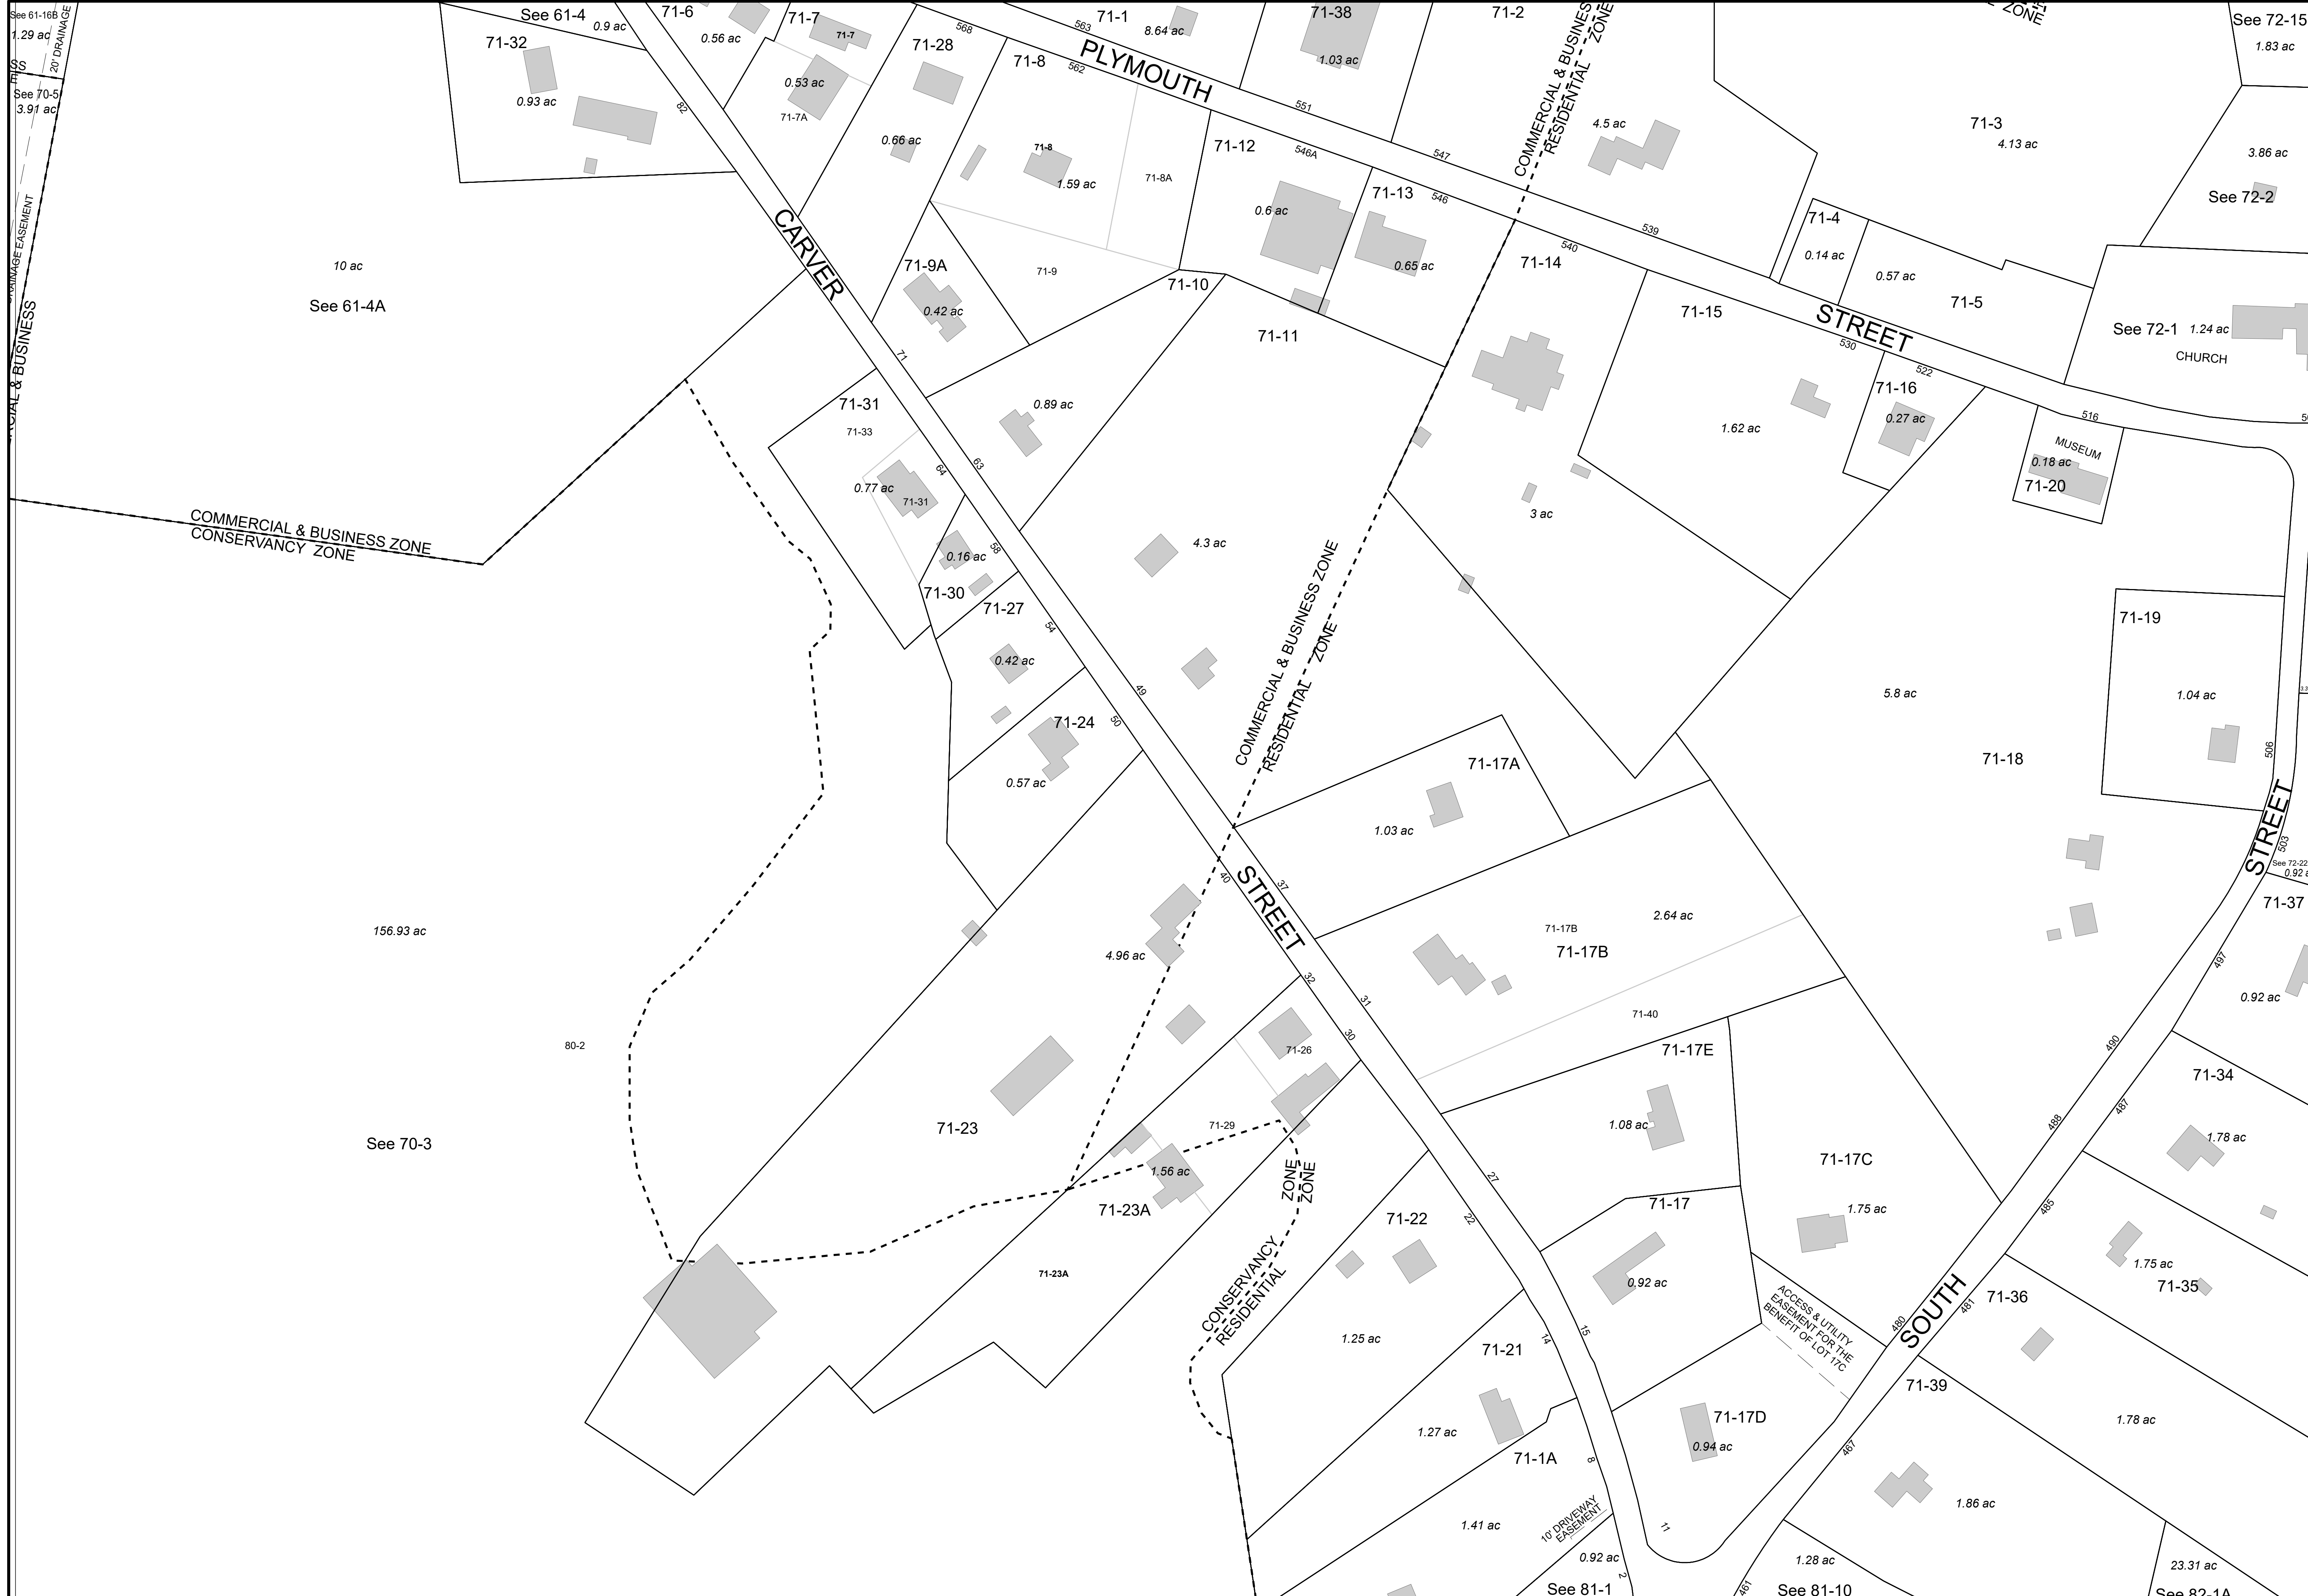 See 61-16B
1.29 ac
20' DRAINAGE
See 70-5
3.91 ac
DRAINAGE EASEMENT
See 61-4
0.9 ac
71-32
0.93 ac
82
71-6
0.56 ac
71-7
71-7
0.53 ac
71-7A
71-28
0.66 ac
568
563
71-1
8.64 ac
71-38
1.03 ac
71-2
COMMERCIAL & BUSINESS
RESIDENTIAL ZONE
ZONE
See 72-15
1.83 ac
71-8
562
PLYMOUTH
551
547
4.5 ac
71-3
4.13 ac
3.86 ac
See 72-2
71-8
1.59 ac
71-8A
71-12
546A
0.6 ac
71-13
546
0.65 ac
540
539
71-4
0.14 ac
0.57 ac
71-5
10 ac
See 61-4A
CARVER
71-9A
0.42 ac
71-9
71-10
71-11
71-14
71-15
STREET
530
522
See 72-1 1.24 ac
CHURCH
71
71-31
71-33
0.89 ac
1.62 ac
71-16
0.27 ac
516
MUSEUM
0.18 ac
71-20
COMMERCIAL & BUSINESS ZONE
CONSERVANCY ZONE
64
63
0.77 ac
71-31
3 ac
58
0.16 ac
4.3 ac
71-30
71-27
54
0.42 ac
COMMERCIAL & BUSINESS ZONE
RESIDENTIAL ZONE
71-19
1.04 ac
5.8 ac
49
50
71-24
0.57 ac
71-17A
1.03 ac
71-18
506
STREET
503
See 72-22
0.92
71-37
40
STREET
37
156.93 ac
4.96 ac
2.64 ac
71-17B
71-17B
497
0.92 ac
32
31
30
80-2
71-26
71-40
71-17E
490
71-34
See 70-3
71-23
71-29
1.56 ac
71-23A
1.08 ac
488
487
1.78 ac
ZONE
ZONE
27
71-17C
1.75 ac
71-22
22
71-17
485
1.75 ac
71-35
71-23A
CONSERVANCY
RESIDENTIAL
0.92 ac
ACCESS & UTILITY
EASEMENT FOR THE
BENEFIT OF LOT 17C
480
SOUTH
481
71-36
1.25 ac
71-21
14
15
71-39
1.27 ac
71-1A
8
71-17D
0.94 ac
467
1.78 ac
1.41 ac
10' DRIVEWAY
EASEMENT
11
1.86 ac
0.92 ac
See 81-1
2
461
1.28 ac
See 81-10
23.31 ac
See 82-1A